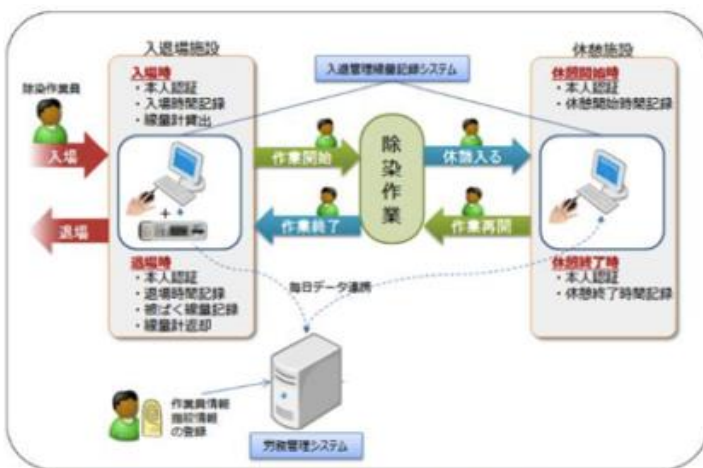 入退場施設
休憩施設
入退管理線量記録システム
除染作業員
入場時
・本人認証
・入場時間記録
・線量計貸出
休憩開始時
・本人認証
・休憩開始時間記録
入場
作業開始
除染作業
休憩入る
退場
作業終了
作業再開
退場時
・本人認証
・退場時間記録
・被ばく線量記録
・線量計返却
毎日データ連携
休憩終了時
・本人認証
・休憩終了時間記録
作業員情報
施設情報
の登録
労務管理システム